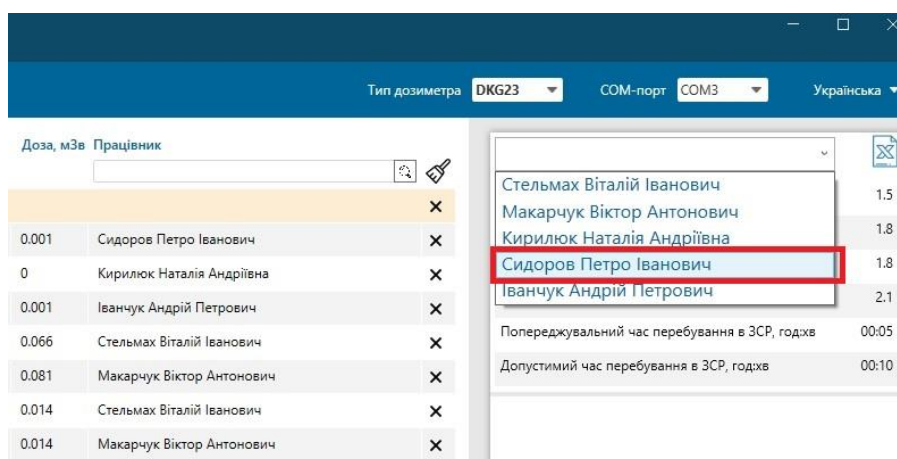 Тип дозиметра DKG23 COM-порт COM3 Українська
Доза, мЗв Працівник
0.001 Сидоров Петро Іванович
0 Кирилюк Наталія Андріївна
0.001 Іванчук Андрій Петрович
0.066 Стельмах Віталій Іванович
0.081 Макарчук Віктор Антонович
0.014 Стельмах Віталій Іванович
0.014 Макарчук Віктор Антонович
Стельмах Віталій Іванович
Макарчук Віктор Антонович
Кирилюк Наталія Андріївна
Сидоров Петро Іванович
Іванчук Андрій Петрович
1.5
1.8
1.8
2.1
Попереджувальний час перебування в ЗСР, год:хв 00:05
Допустимий час перебування в ЗСР, год:хв 00:10